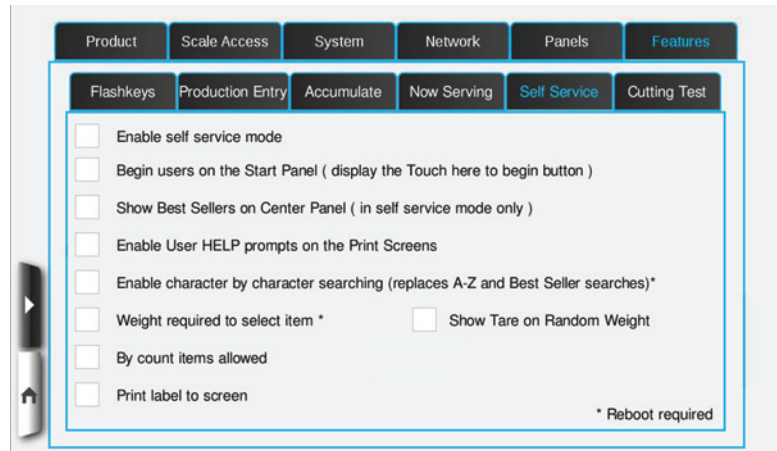 Product Scale Access System Network Panels Features
Flashkeys Production Entry Accumulate Now Serving Self Service Cutting Test
Enable self service mode
Begin users on the Start Panel ( display the Touch here to begin button )
Show Best Sellers on Center Panel ( in self service mode only )
Enable User HELP prompts on the Print Screens
Enable character by character searching (replaces A-Z and Best Seller searches)*
Weight required to select item * Show Tare on Random Weight
By count items allowed
Print label to screen
* Reboot required